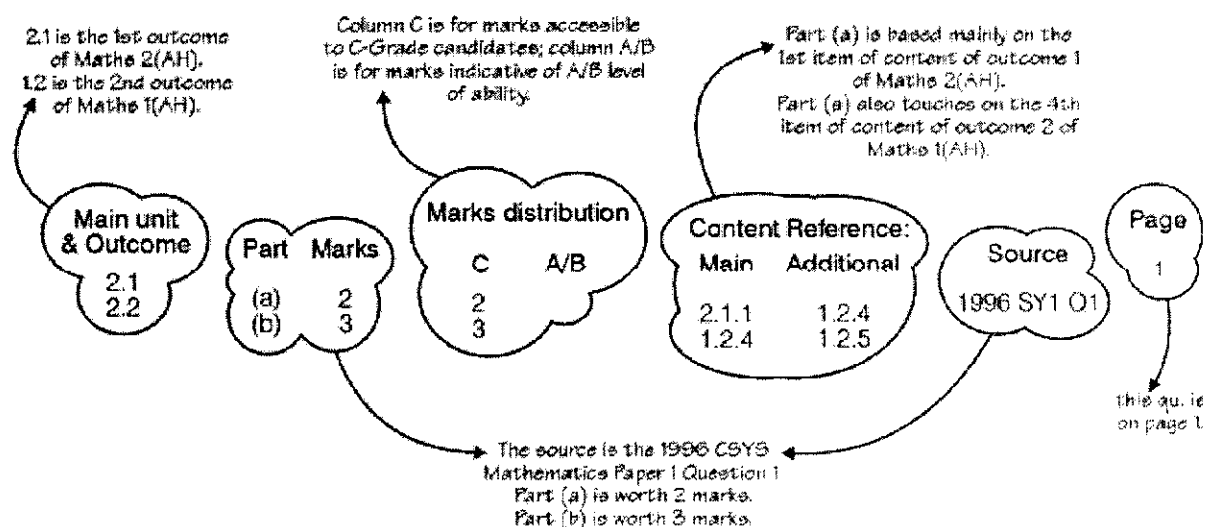 2.1 is the 1st outcome
of Maths 2(AH).
1.2 is the 2nd outcome
of Maths 1(AH).
Column C is for marks accessible
to C-Grade candidates; column A/B
is for marks indicative of A/B level
of ability.
Part (a) is based mainly on the
1st item of content of outcome 1
of Maths 2(AH).
Part (a) also touches on the 4th
item of content of outcome 2 of
Maths 1(AH).
Main unit
& Outcome
2.1
2.2
Part Marks
(a) 2
(b) 3
Marks distribution
C A/B
2
3
Content Reference:
Main Additional
2.1.1 1.2.4
1.2.4 1.2.5
Source
1996 SY1 Q1
Page
1
this qu. is
on page 1.
The source is the 1996 CSYS
Mathematics Paper 1 Question 1
Part (a) is worth 2 marks.
Part (b) is worth 3 marks.